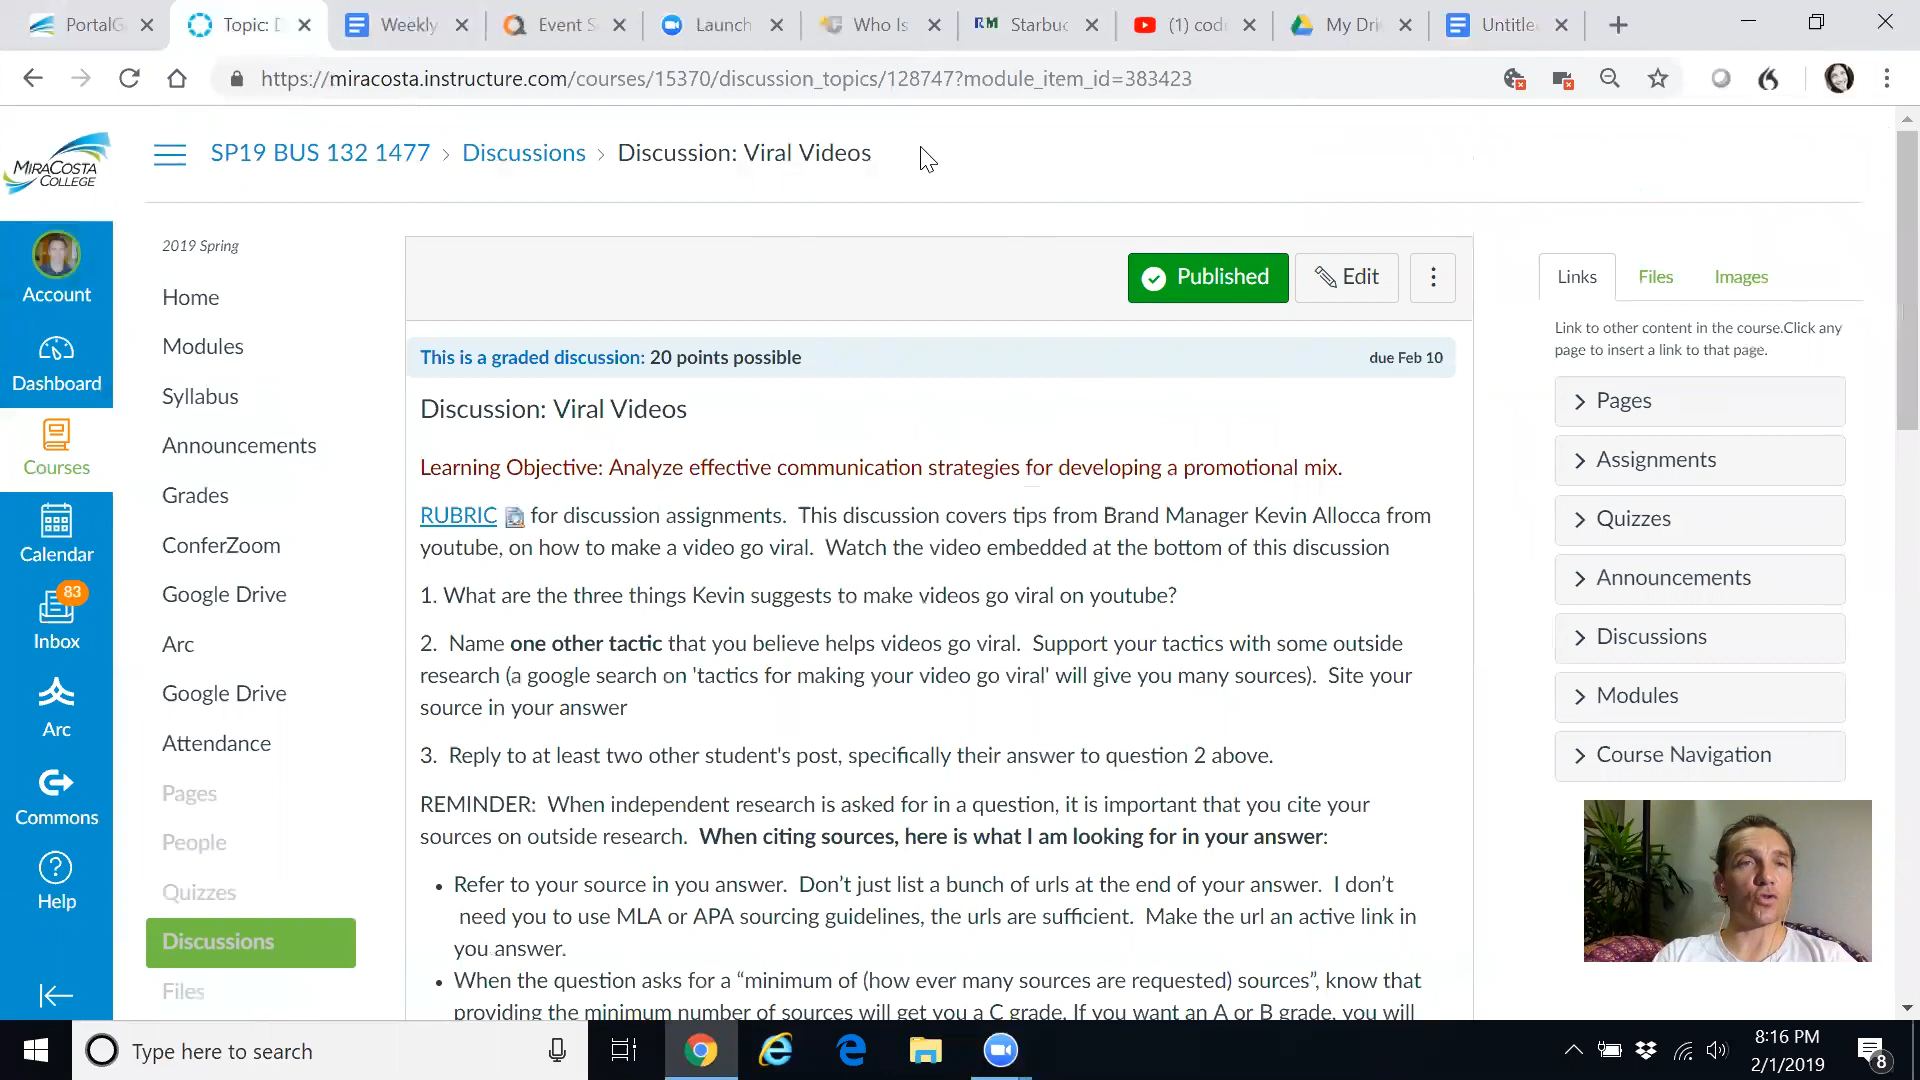 PortalG
Topic: D
Weekly
Event S
Launch
Who Is
RM Starbuc
(1) cod
My Dri
Untitle
https://miracosta.instructure.com/courses/15370/discussion_topics/128747?module_item_id=383423
MIRACOSTA
COLLEGE
SP19 BUS 132 1477 › Discussions › Discussion: Viral Videos
Account
Dashboard
Courses
Calendar
83
Inbox
Arc
Commons
Help
2019 Spring
Home
Modules
Syllabus
Announcements
Grades
ConferZoom
Google Drive
Arc
Google Drive
Attendance
Pages
People
Quizzes
Discussions
Files
Published
Edit
This is a graded discussion: 20 points possible
due Feb 10
Discussion: Viral Videos
Learning Objective: Analyze effective communication strategies for developing a promotional mix.
RUBRIC for discussion assignments. This discussion covers tips from Brand Manager Kevin Allocca from
youtube, on how to make a video go viral. Watch the video embedded at the bottom of this discussion
1. What are the three things Kevin suggests to make videos go viral on youtube?
2. Name one other tactic that you believe helps videos go viral. Support your tactics with some outside
research (a google search on 'tactics for making your video go viral' will give you many sources). Site your
source in your answer
3. Reply to at least two other student's post, specifically their answer to question 2 above.
REMINDER: When independent research is asked for in a question, it is important that you cite your
sources on outside research. When citing sources, here is what I am looking for in your answer:
• Refer to your source in you answer. Don't just list a bunch of urls at the end of your answer. I don't
need you to use MLA or APA sourcing guidelines, the urls are sufficient. Make the url an active link in
you answer.
• When the question asks for a “minimum of (how ever many sources are requested) sources”, know that
providing the minimum number of sources will get you a C grade. If you want an A or B grade, you will
Links
Files
Images
Link to other content in the course.Click any
page to insert a link to that page.
Pages
Assignments
Quizzes
Announcements
Discussions
Modules
Course Navigation
Type here to search
8:16 PM
2/1/2019
8